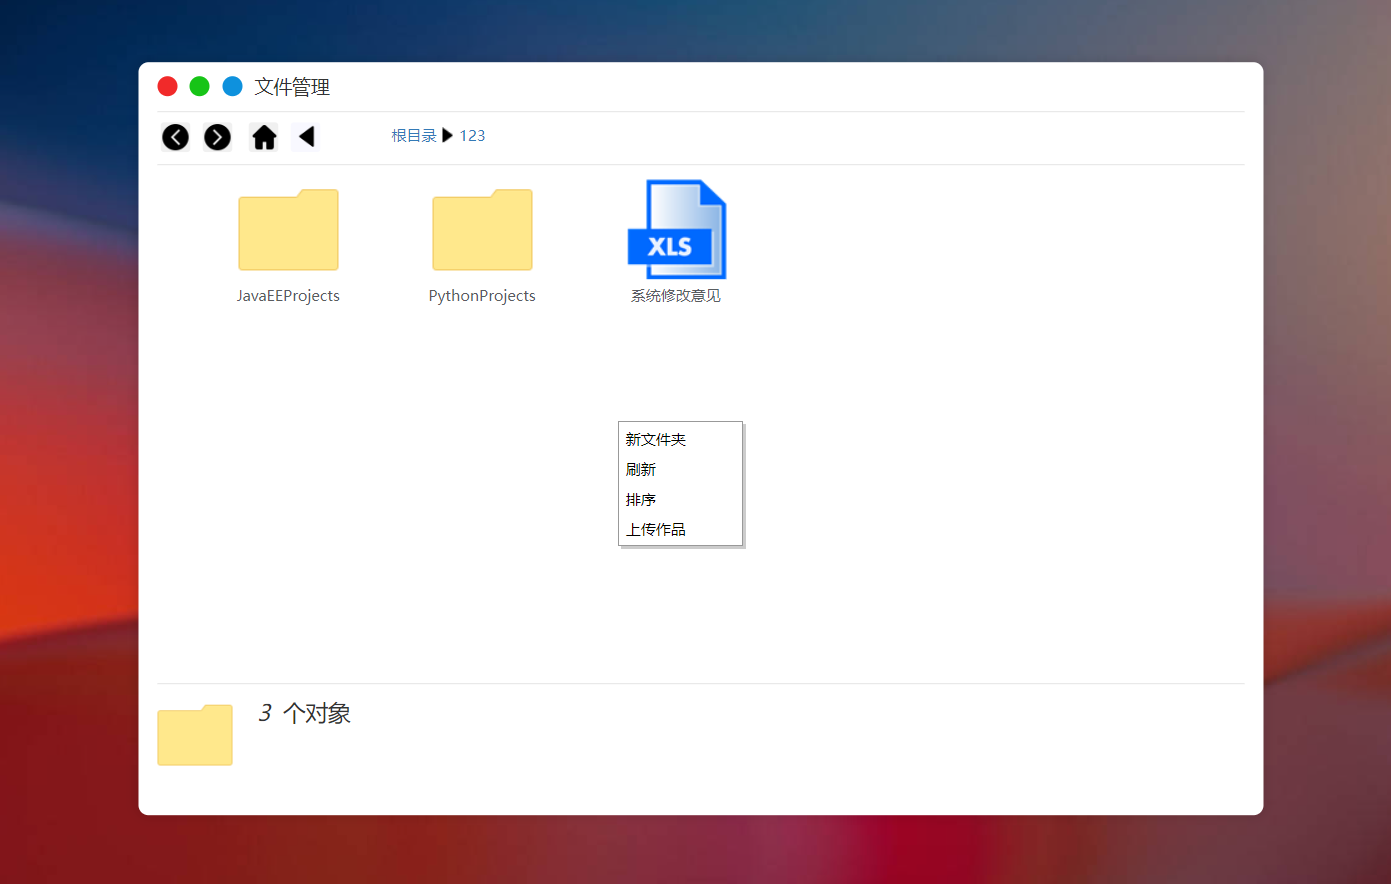 文件管理
根目录 123
JavaEEProjects
PythonProjects
XLS
系统修改意见
新文件夹
刷新
排序
上传作品
3 个对象